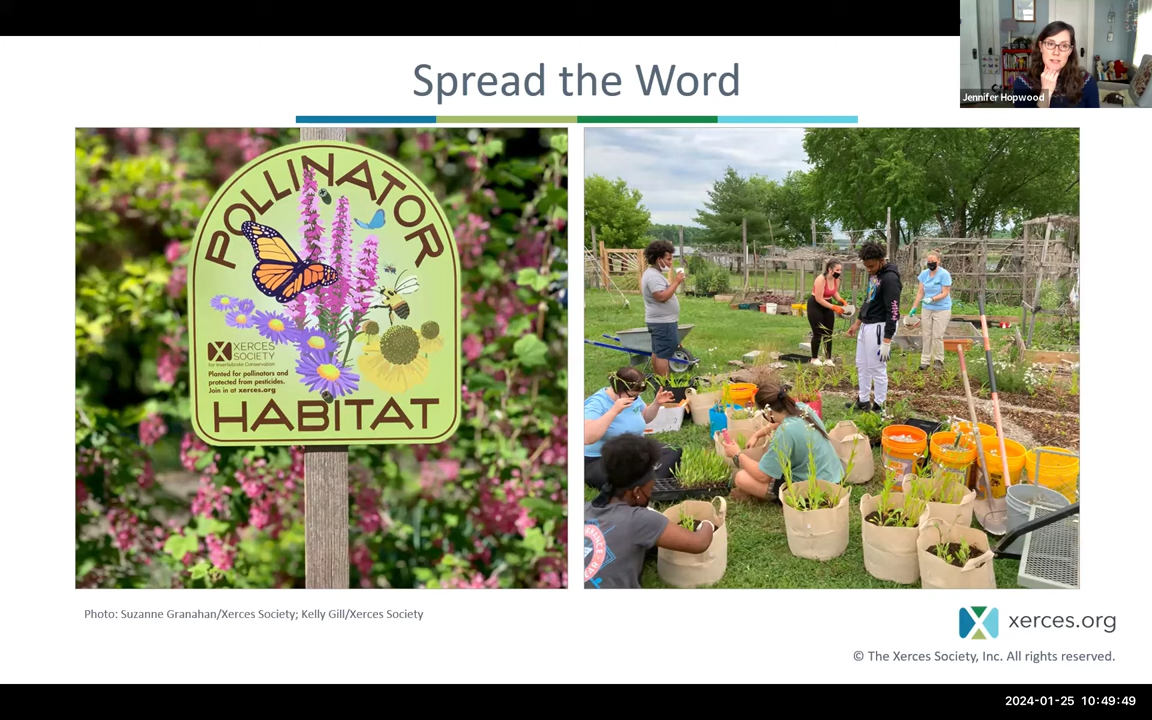 Jennifer Hopwood
Spread the Word
POLLINATOR
XERCES
SOCIETY
for Invertebrate Conservation
Planted for pollinators and
protected from pesticides.
Join in at xerces.org
HABITAT
Photo: Suzanne Granahan/Xerces Society; Kelly Gill/Xerces Society
xerces.org
© The Xerces Society, Inc. All rights reserved.
2024-01-25 10:49:49